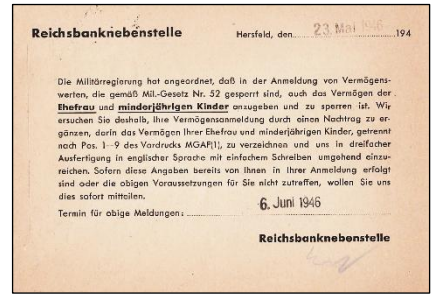 Reichsbanknebenstelle Hersfeld, den 23. Mai 1946 194
Die Militärregierung hat angeordnet, daß in der Anmeldung von Vermögens-
werten, die gemäß Mil.-Gesetz Nr. 52 gesperrt sind, auch das Vermögen der
Ehefrau und minderjährigen Kinder anzugeben und zu sperren ist. Wir
ersuchen Sie deshalb, Ihre Vermögensanmeldung durch einen Nachtrag zu er-
gänzen, darin das Vermögen Ihrer Ehefrau und minderjährigen Kinder, getrennt
nach Pos. 1—9 des Vordrucks MGAF(1), zu verzeichnen und uns in dreifacher
Ausfertigung in englischer Sprache mit einfachem Schreiben umgehend einzu-
reichen. Sofern diese Angaben bereits von Ihnen in Ihrer Anmeldung erfolgt
sind oder die obigen Voraussetzungen für Sie nicht zutreffen, wollen Sie uns
dies sofort mitteilen.
Termin für obige Meldungen: 6. Juni 1946
Reichsbanknebenstelle